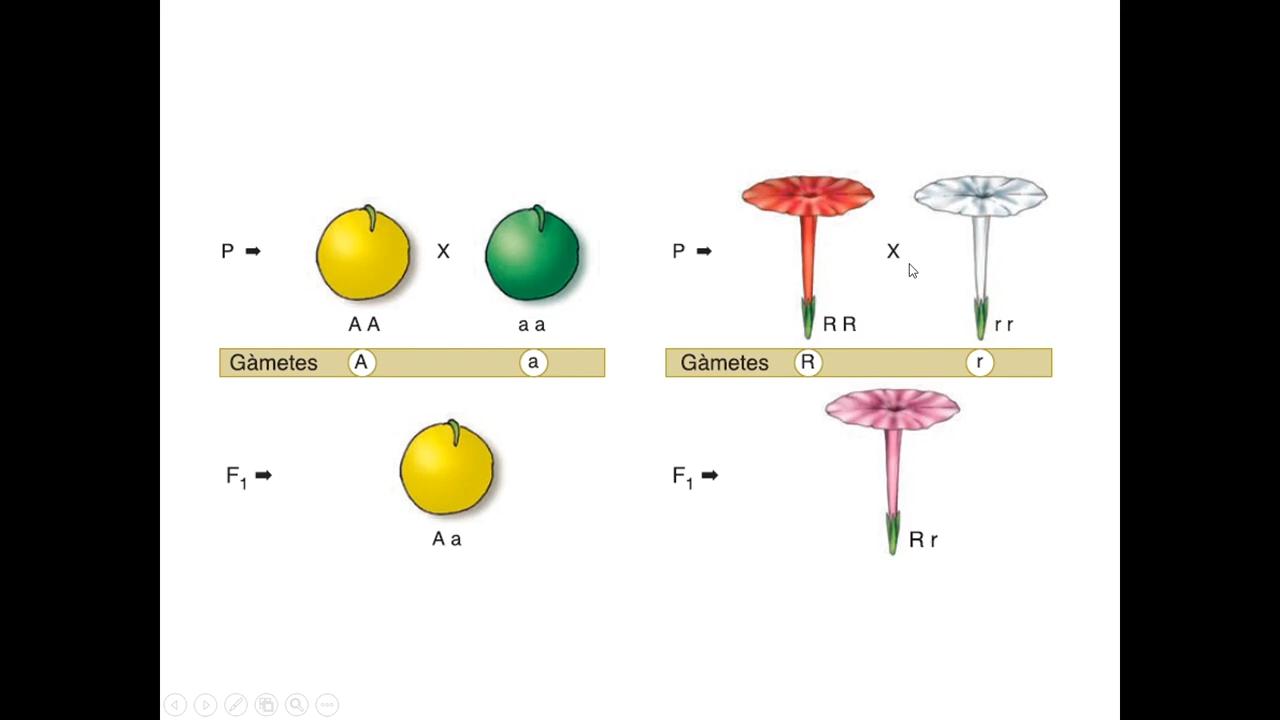 P ➡ X
A A a a
Gàmetes A a
F1 ➡
A a
P ➡ X
R R r r
Gàmetes R r
F1 ➡
R r